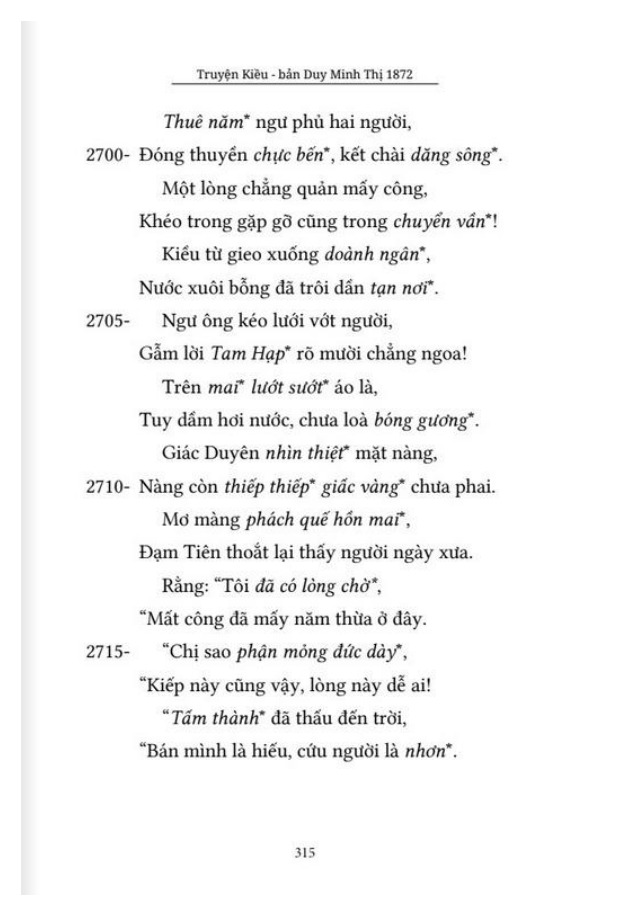 Truyện Kiều - bản Duy Minh Thị 1872
Thuê năm* ngư phủ hai người,
2700- Đóng thuyền chực bến*, kết chài dăng sông*.
Một lòng chẳng quản mấy công,
Khéo trong gặp gỡ cũng trong chuyển vần*!
Kiều từ gieo xuống doành ngân*,
Nước xuôi bỗng đã trôi dần tạn nơi*.
2705- Ngư ông kéo lưới vớt người,
Gẫm lời Tam Hạp* rõ mười chẳng ngoa!
Trên mai* lướt sướt* áo là,
Tuy dầm hơi nước, chưa loà bóng gương*.
Giác Duyên nhìn thiệt* mặt nàng,
2710- Nàng còn thiếp thiếp* giấc vàng* chưa phai.
Mơ màng phách quế hồn mai*,
Đạm Tiên thoắt lại thấy người ngày xưa.
Rằng: “Tôi đã có lòng chờ*,
“Mất công đã mấy năm thừa ở đây.
2715- “Chị sao phận mỏng đức dày*,
“Kiếp này cũng vậy, lòng này dễ ai!
“Tấm thành* đã thấu đến trời,
“Bán mình là hiếu, cứu người là nhơn*.
315